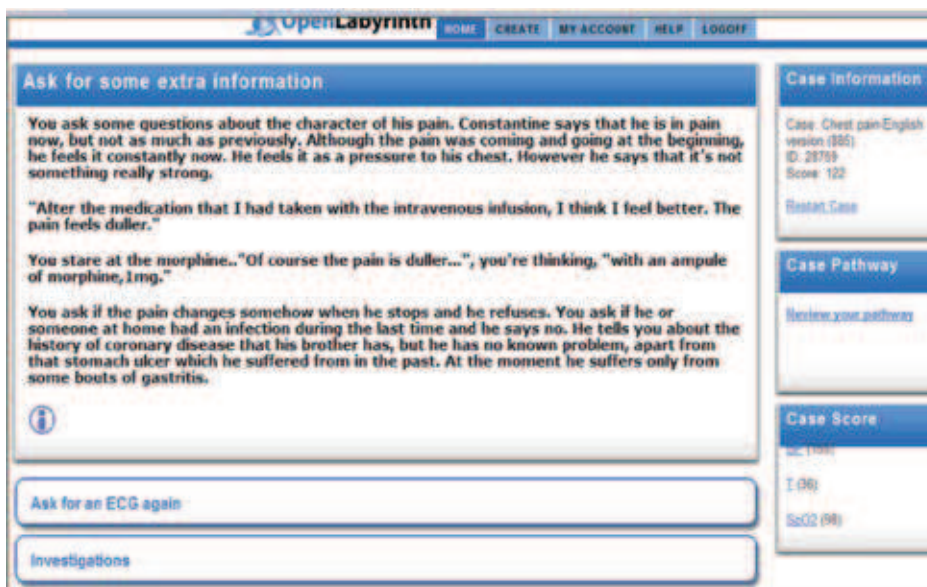 OpenLabyrinth
HOME CREATE MY ACCOUNT HELP LOGOFF
Ask for some extra information
You ask some questions about the character of his pain. Constantine says that he is in pain
now, but not as much as previously. Although the pain was coming and going at the beginning,
he feels it constantly now. He feels it as a pressure to his chest. However he says that it's not
something really strong.
"After the medication that I had taken with the intravenous infusion, I think I feel better. The
pain feels duller."
You stare at the morphine.."Of course the pain is duller...", you're thinking, "with an ampule
of morphine,1mg."
You ask if the pain changes somehow when he stops and he refuses. You ask if he or
someone at home had an infection during the last time and he says no. He tells you about the
history of coronary disease that his brother has, but he has no known problem, apart from
that stomach ulcer which he suffered from in the past. At the moment he suffers only from
some bouts of gastritis.
Ask for an ECG again
Investigations
Case Information
Case: Chest pain-English
version (885)
ID: 28769
Score: 122
Restart Case
Case Pathway
Review your pathway
Case Score
T (36)
SpO2 (98)